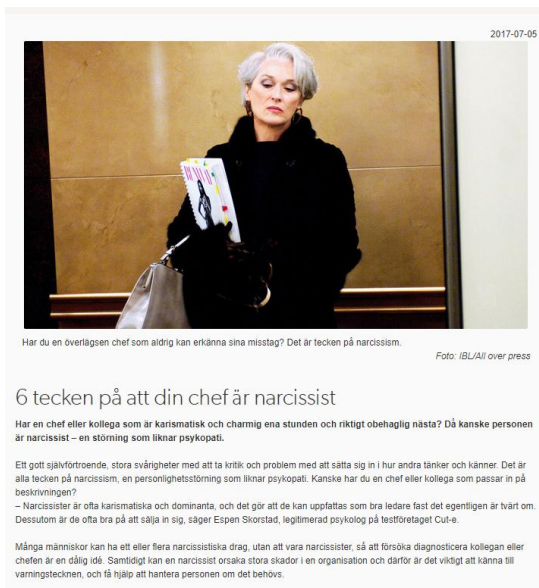 2017-07-05
RUNWAY
Har du en överlägsen chef som aldrig kan erkänna sina misstag? Det är tecken på narcissism.
Foto: IBL/All over press
6 tecken på att din chef är narcissist
Har en chef eller kollega som är karismatisk och charmig ena stunden och riktigt obehaglig nästa? Då kanske personen
är narcissist – en störning som liknar psykopati.
Ett gott självförtroende, stora svårigheter med att ta kritik och problem med att sätta sig in i hur andra tänker och känner. Det är
alla tecken på narcissism, en personlighetsstörning som liknar psykopati. Kanske har du en chef eller kollega som passar in på
beskrivningen?
– Narcissister är ofta karismatiska och dominanta, och det gör att de kan uppfattas som bra ledare fast det egentligen är tvärt om.
Dessutom är de ofta bra på att sälja in sig, säger Espen Skorstad, legitimerad psykolog på testföretaget Cut-e.
Många människor kan ha ett eller flera narcissistiska drag, utan att vara narcissister, så att försöka diagnosticera kollegan eller
chefen är en dålig idé. Samtidigt kan en narcissist orsaka stora skador i en organisation och därför är det viktigt att känna till
varningstecknen, och få hjälp att hantera personen om det behövs.